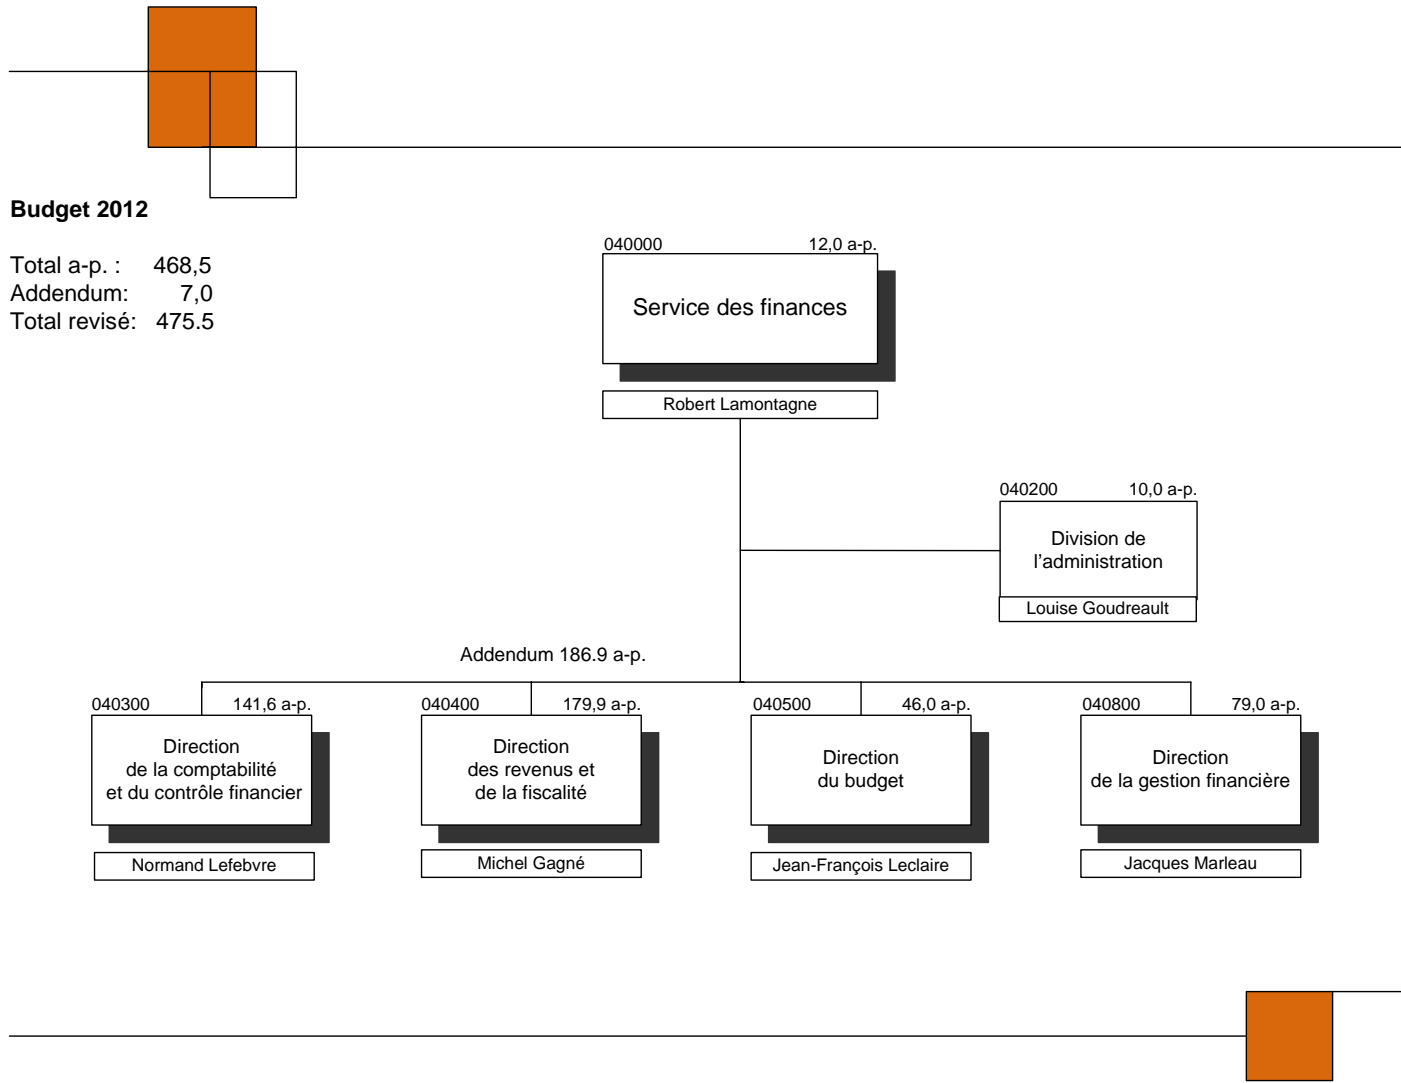 Budget 2012
Total a-p. : 468,5
Addendum: 7,0
Total revisé: 475.5
040000 12,0 a-p.
Service des finances
Robert Lamontagne
040200 10,0 a-p.
Division de
l'administration
Louise Goudreault
Addendum 186.9 a-p.
040300 141,6 a-p.
Direction
de la comptabilité
et du contrôle financier
Normand Lefebvre
040400 179,9 a-p.
Direction
des revenus et
de la fiscalité
Michel Gagné
040500 46,0 a-p.
Direction
du budget
Jean-François Leclaire
040800 79,0 a-p.
Direction
de la gestion financière
Jacques Marleau